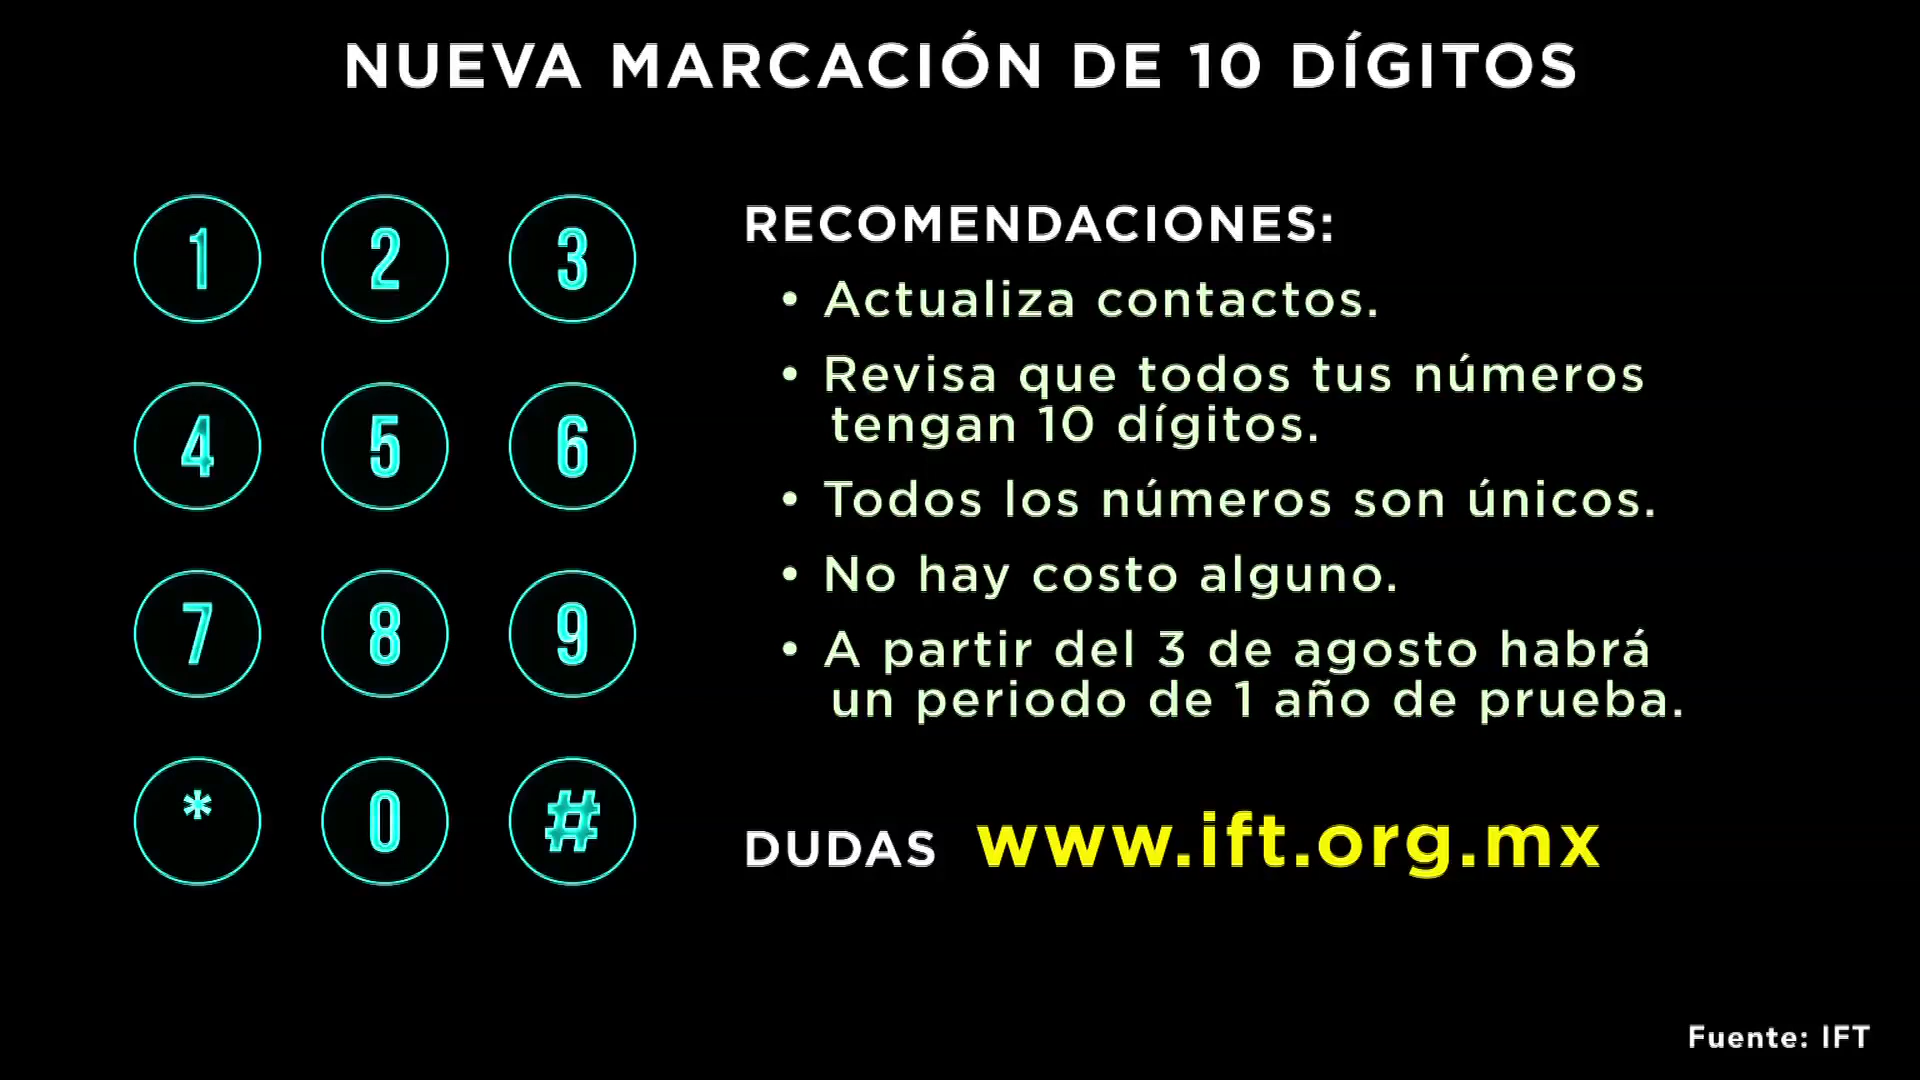 NUEVA MARCACIÓN DE 10 DÍGITOS
1 2 3
4 5 6
7 8 9
* 0 #
RECOMENDACIONES:
• Actualiza contactos.
• Revisa que todos tus números
tengan 10 dígitos.
• Todos los números son únicos.
• No hay costo alguno.
• A partir del 3 de agosto habrá
un periodo de 1 año de prueba.
DUDAS www.ift.org.mx
Fuente: IFT